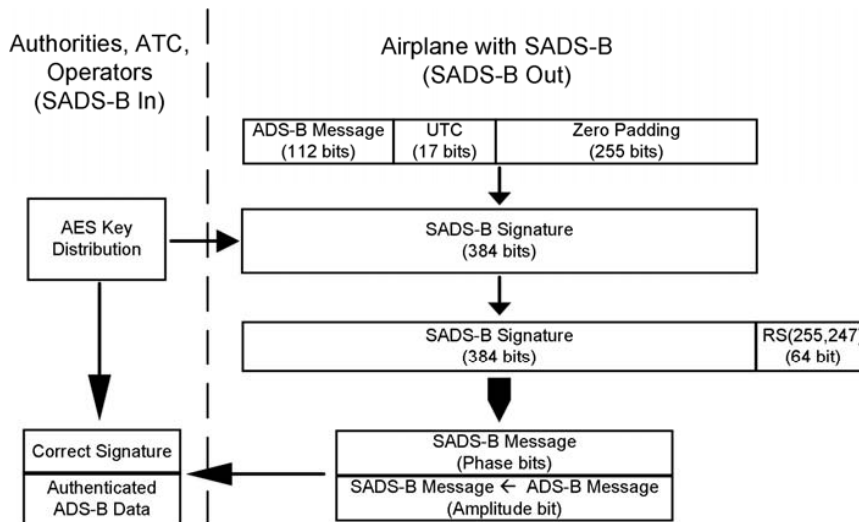 Authorities, ATC,
Operators
(SADS-B In)
Airplane with SADS-B
(SADS-B Out)
ADS-B Message
(112 bits)
UTC
(17 bits)
Zero Padding
(255 bits)
AES Key
Distribution
SADS-B Signature
(384 bits)
SADS-B Signature
(384 bits)
RS(255,247)
(64 bit)
Correct Signature
Authenticated
ADS-B Data
SADS-B Message
(Phase bits)
SADS-B Message ← ADS-B Message
(Amplitude bit)